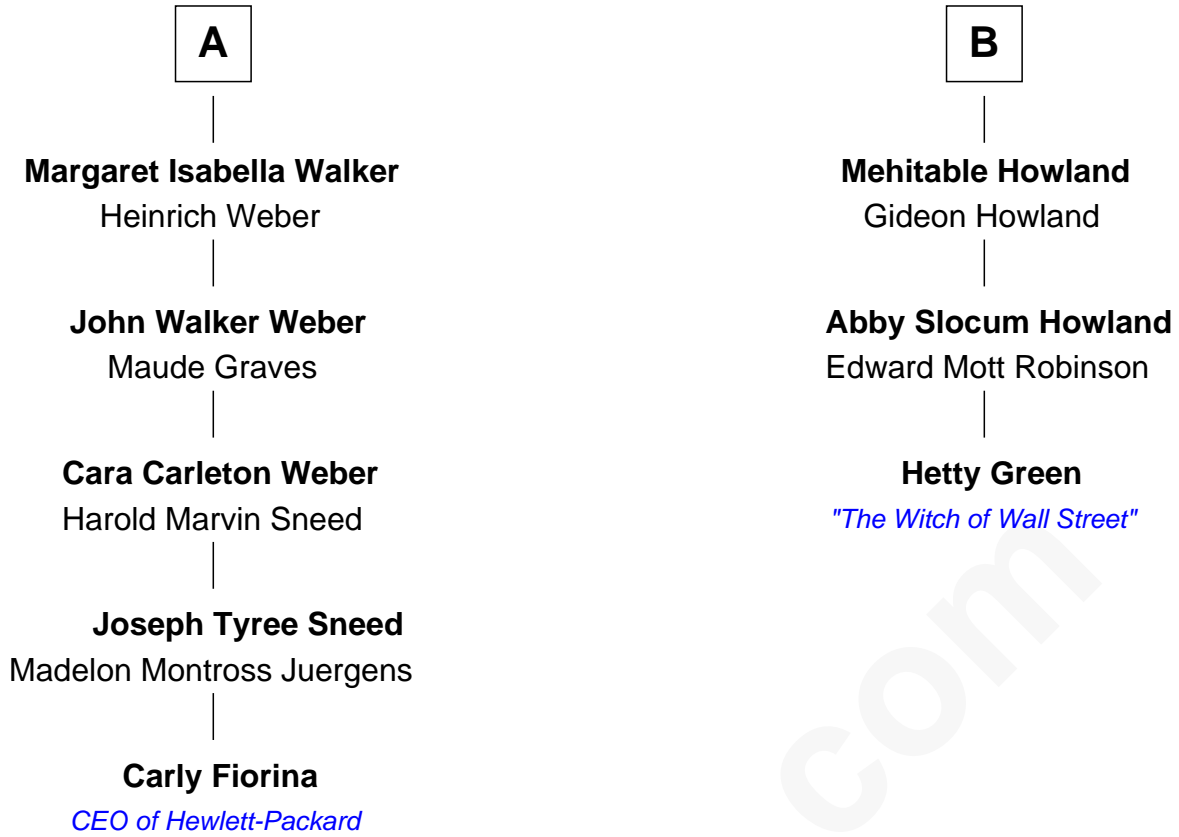 A
Margaret Isabella Walker
Heinrich Weber
John Walker Weber
Maude Graves
Cara Carleton Weber
Harold Marvin Sneed
Joseph Tyree Sneed
Madelon Montross Juergens
Carly Fiorina
CEO of Hewlett-Packard
B
Mehitable Howland
Gideon Howland
Abby Slocum Howland
Edward Mott Robinson
Hetty Green
"The Witch of Wall Street"
com